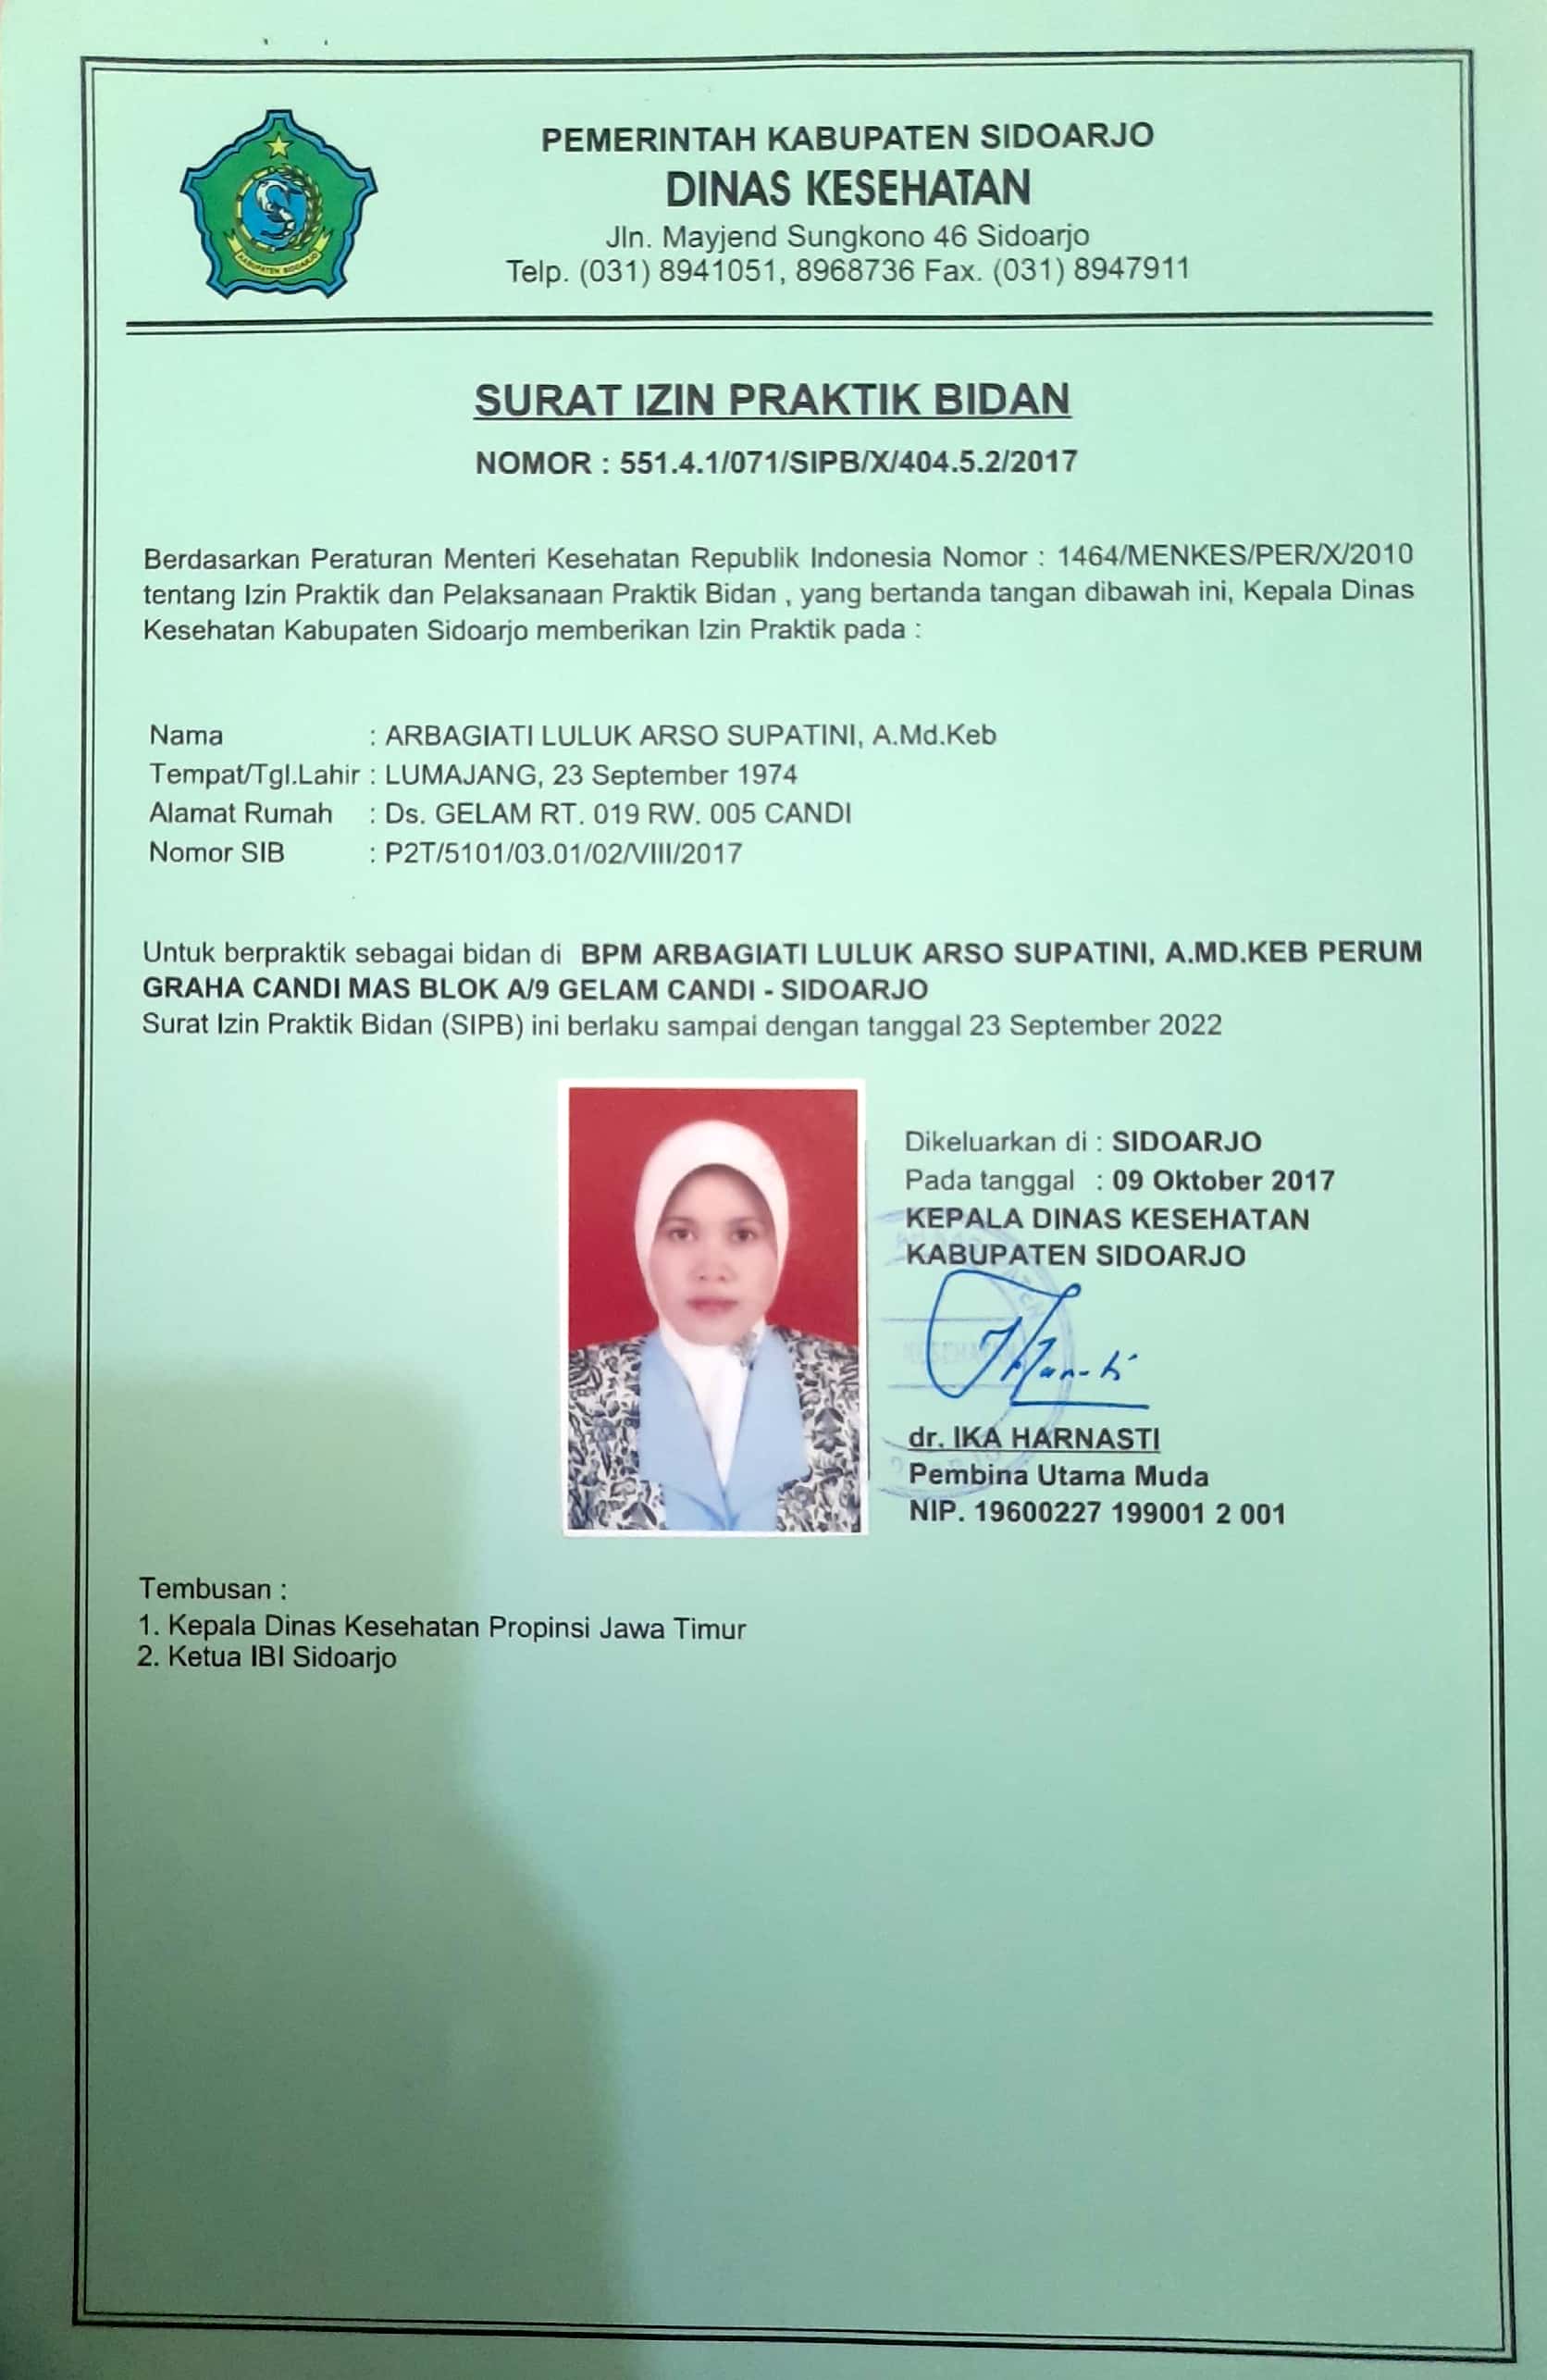 PEMERINTAH KABUPATEN SIDOARJO
DINAS KESEHATAN
Jln. Mayjend Sungkono 46 Sidoarjo
Telp. (031) 8941051, 8968736 Fax. (031) 8947911
KABUPATEN SIDOARJO
SURAT IZIN PRAKTIK BIDAN
NOMOR : 551.4.1/071/SIPB/X/404.5.2/2017
Berdasarkan Peraturan Menteri Kesehatan Republik Indonesia Nomor : 1464/MENKES/PER/X/2010
tentang Izin Praktik dan Pelaksanaan Praktik Bidan , yang bertanda tangan dibawah ini, Kepala Dinas
Kesehatan Kabupaten Sidoarjo memberikan Izin Praktik pada :
Nama : ARBAGIATI LULUK ARSO SUPATINI, A.Md.Keb
Tempat/Tgl.Lahir : LUMAJANG, 23 September 1974
Alamat Rumah : Ds. GELAM RT. 019 RW. 005 CANDI
Nomor SIB : P2T/5101/03.01/02/VIII/2017
Untuk berpraktik sebagai bidan di BPM ARBAGIATI LULUK ARSO SUPATINI, A.MD.KEB PERUM
GRAHA CANDI MAS BLOK A/9 GELAM CANDI - SIDOARJO
Surat Izin Praktik Bidan (SIPB) ini berlaku sampai dengan tanggal 23 September 2022
Dikeluarkan di : SIDOARJO
Pada tanggal : 09 Oktober 2017
KEPALA DINAS KESEHATAN
KABUPATEN SIDOARJO
dr. IKA HARNASTI
Pembina Utama Muda
NIP. 19600227 199001 2 001
Tembusan :
1. Kepala Dinas Kesehatan Propinsi Jawa Timur
2. Ketua IBI Sidoarjo